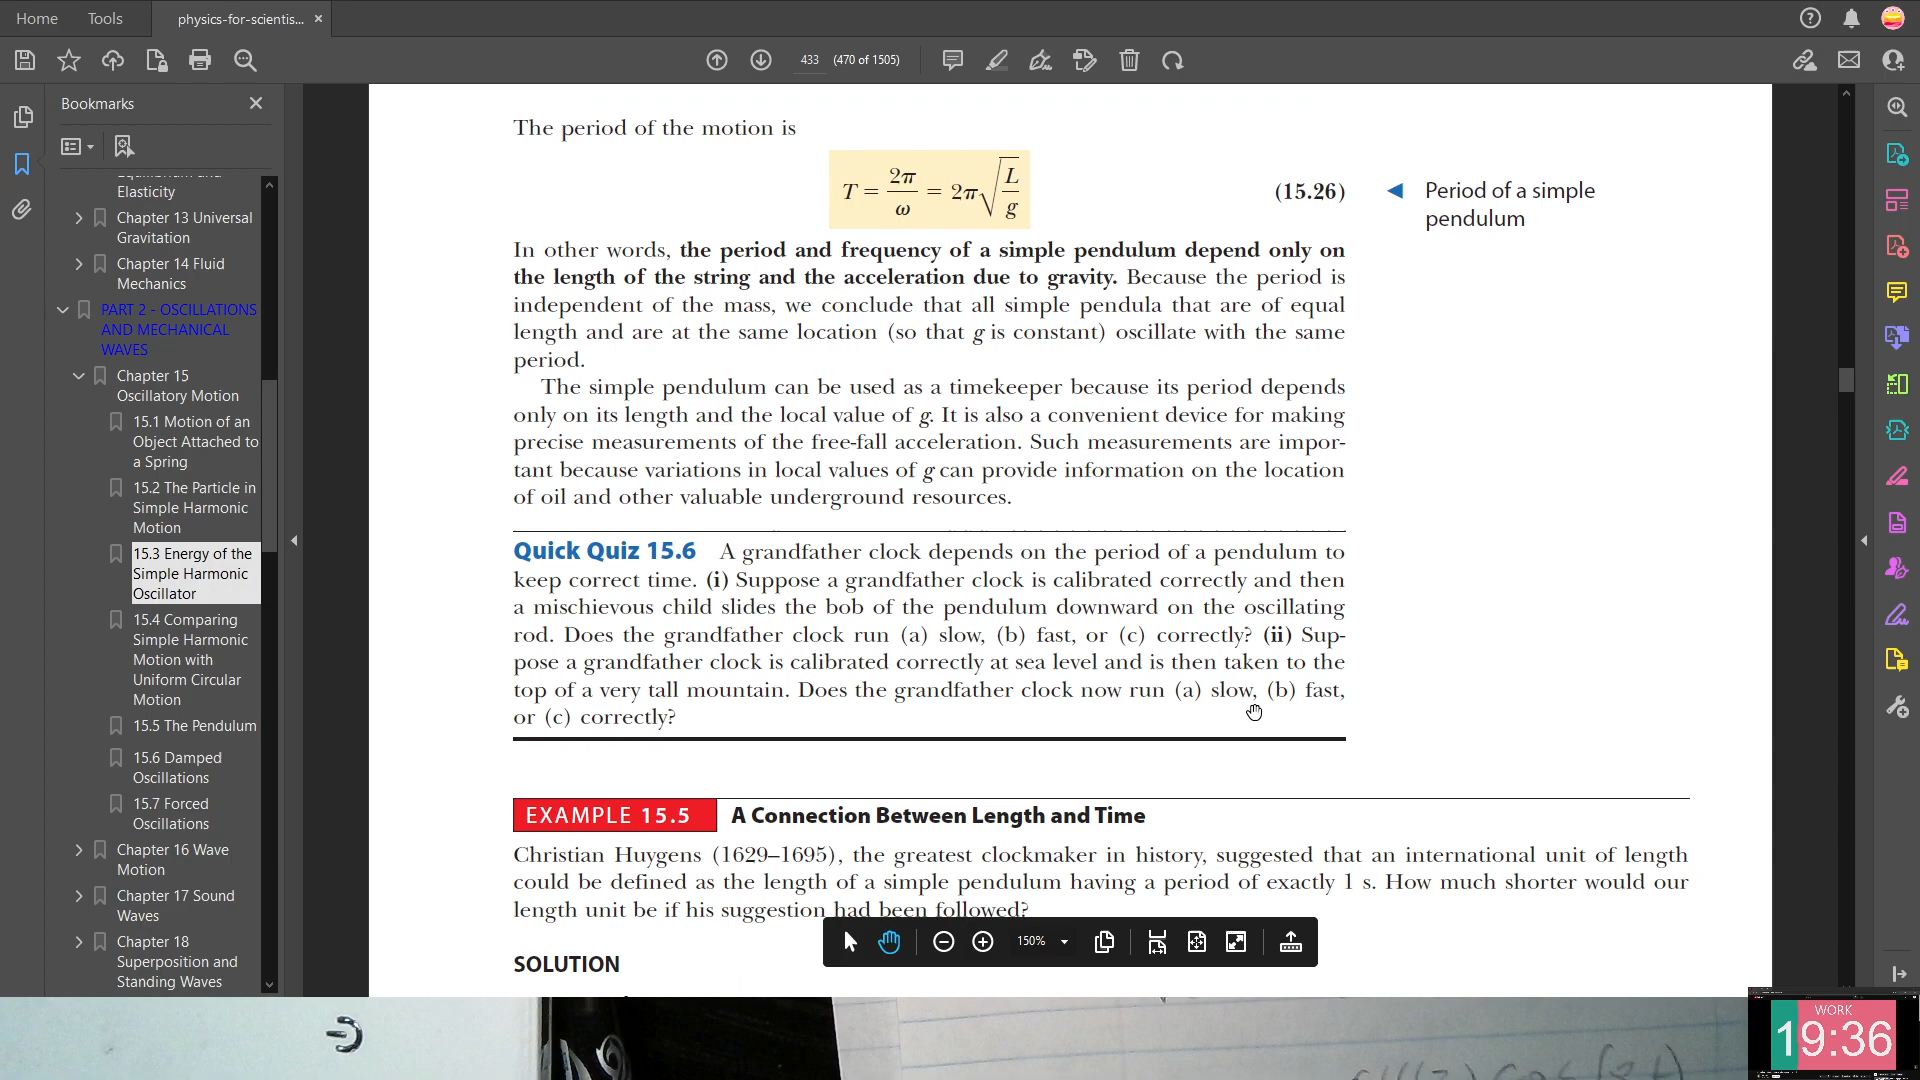 Home
Tools
physics-for-scientis...
433 (470 of 1505)
Bookmarks
Elasticity
Chapter 13 Universal
Gravitation
Chapter 14 Fluid
Mechanics
PART 2 - OSCILLATIONS
AND MECHANICAL
WAVES
Chapter 15
Oscillatory Motion
15.1 Motion of an
Object Attached to
a Spring
15.2 The Particle in
Simple Harmonic
Motion
15.3 Energy of the
Simple Harmonic
Oscillator
15.4 Comparing
Simple Harmonic
Motion with
Uniform Circular
Motion
15.5 The Pendulum
15.6 Damped
Oscillations
15.7 Forced
Oscillations
Chapter 16 Wave
Motion
Chapter 17 Sound
Waves
Chapter 18
Superposition and
Standing Waves
The period of the motion is
T = 2π/ω = 2π√(L/g)
(15.26)
Period of a simple
pendulum
In other words, the period and frequency of a simple pendulum depend only on
the length of the string and the acceleration due to gravity. Because the period is
independent of the mass, we conclude that all simple pendula that are of equal
length and are at the same location (so that g is constant) oscillate with the same
period.
The simple pendulum can be used as a timekeeper because its period depends
only on its length and the local value of g. It is also a convenient device for making
precise measurements of the free-fall acceleration. Such measurements are impor-
tant because variations in local values of g can provide information on the location
of oil and other valuable underground resources.
Quick Quiz 15.6 A grandfather clock depends on the period of a pendulum to
keep correct time. (i) Suppose a grandfather clock is calibrated correctly and then
a mischievous child slides the bob of the pendulum downward on the oscillating
rod. Does the grandfather clock run (a) slow, (b) fast, or (c) correctly? (ii) Sup-
pose a grandfather clock is calibrated correctly at sea level and is then taken to the
top of a very tall mountain. Does the grandfather clock now run (a) slow, (b) fast,
or (c) correctly?
EXAMPLE 15.5 A Connection Between Length and Time
Christian Huygens (1629–1695), the greatest clockmaker in history, suggested that an international unit of length
could be defined as the length of a simple pendulum having a period of exactly 1 s. How much shorter would our
length unit be if his suggestion had been followed?
150%
SOLUTION
WORK
19:36